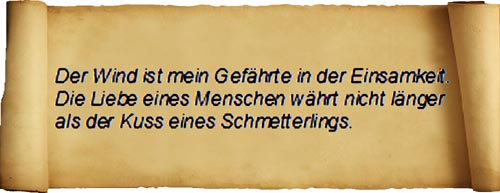 Der Wind ist mein Gefährte in der Einsamkeit.
Die Liebe eines Menschen währt nicht länger
als der Kuss eines Schmetterlings.